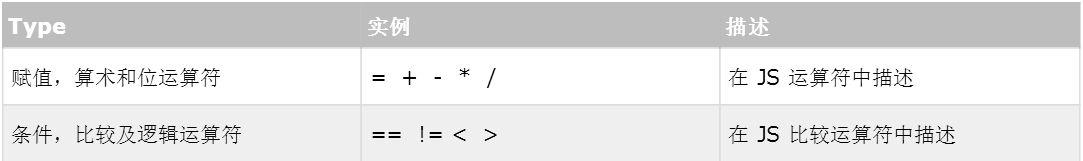 Type 实例 描述
赋值，算术和位运算符 = + - * / 在 JS 运算符中描述
条件，比较及逻辑运算符 == != < > 在 JS 比较运算符中描述